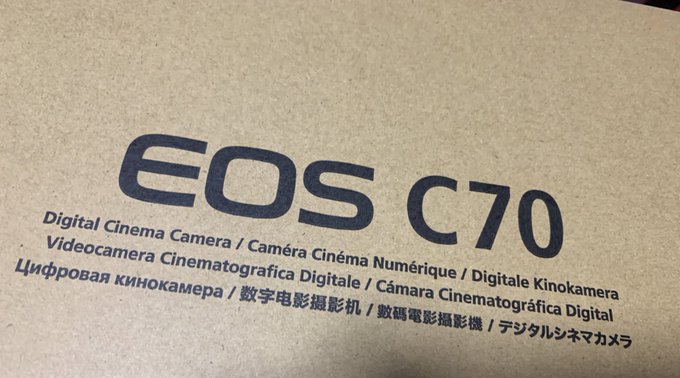 EOS C70
Digital Cinema Camera / Caméra Cinéma Numérique / Digitale Kinokamera
Videocamera Cinematografica Digitale / Cámara Cinematográfica Digital
Цифровая кинокамера / 数字电影摄影机 / 數碼電影攝影機 / デジタルシネマカメラ